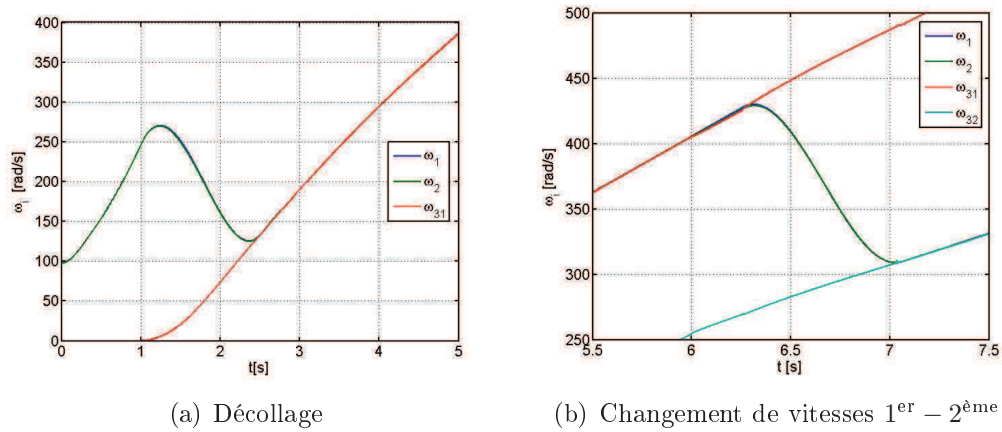 400
350
300
250
200
150
100
50
0
ω_i [rad/s]
0 1 2 3 4 5
t[s]
ω_1
ω_2
ω_31
(a) Décollage
500
450
400
350
300
250
ω_i [rad/s]
5.5 6 6.5 7 7.5
t [s]
ω_1
ω_2
ω_31
ω_32
(b) Changement de vitesses 1^er – 2^ème